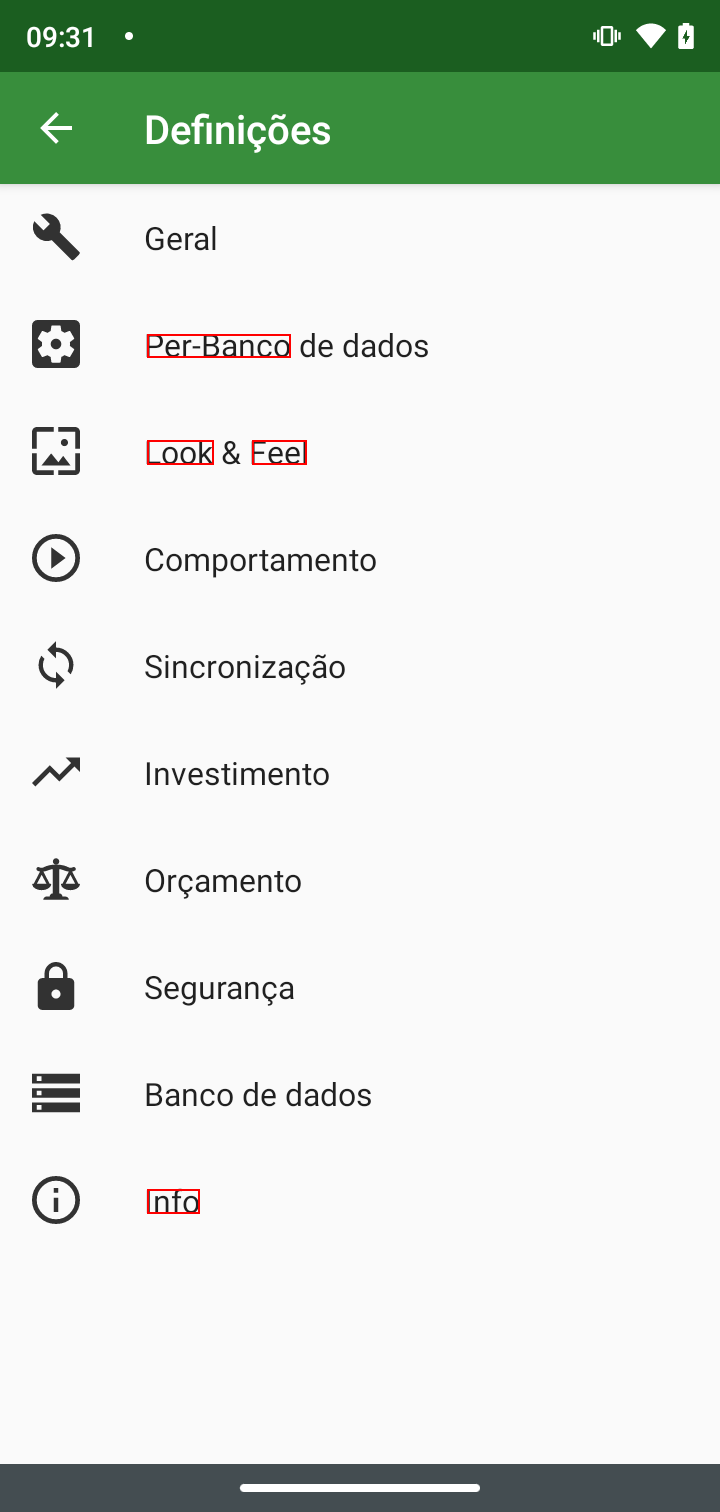 09:31
Definições
Geral
Per-Banco de dados
Look & Feel
Comportamento
Sincronização
Investimento
Orçamento
Segurança
Banco de dados
Info